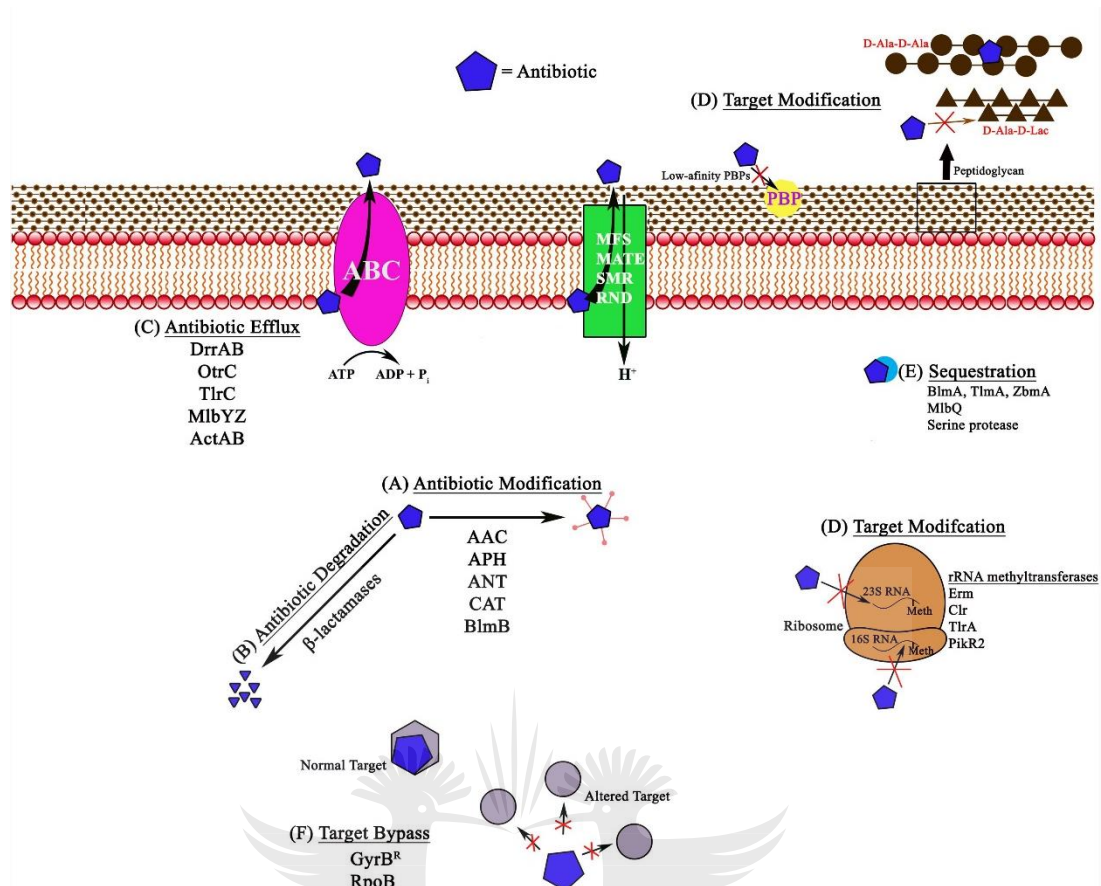 = Antibiotic
D-Ala-D-Ala
(D) Target Modification
D-Ala-D-Lac
Low-afinity PBPs
PBP
Peptidoglycan
ABC
MFS
MATE
SMR
RND
(C) Antibiotic Efflux
DrrAB
OtrC
TlrC
MlbYZ
ActAB
ATP
ADP + Pi
H+
(E) Sequestration
BlmA, TlmA, ZbmA
MlbQ
Serine protease
(A) Antibiotic Modification
AAC
APH
ANT
CAT
BlmB
(B) Antibiotic Degradation
β-lactamases
(D) Target Modifcation
rRNA methyltransferases
Erm
Clr
TlrA
PikR2
23S RNA
Meth
Ribosome
16S RNA
Meth
Normal Target
Altered Target
(F) Target Bypass
GyrBR
RpoB